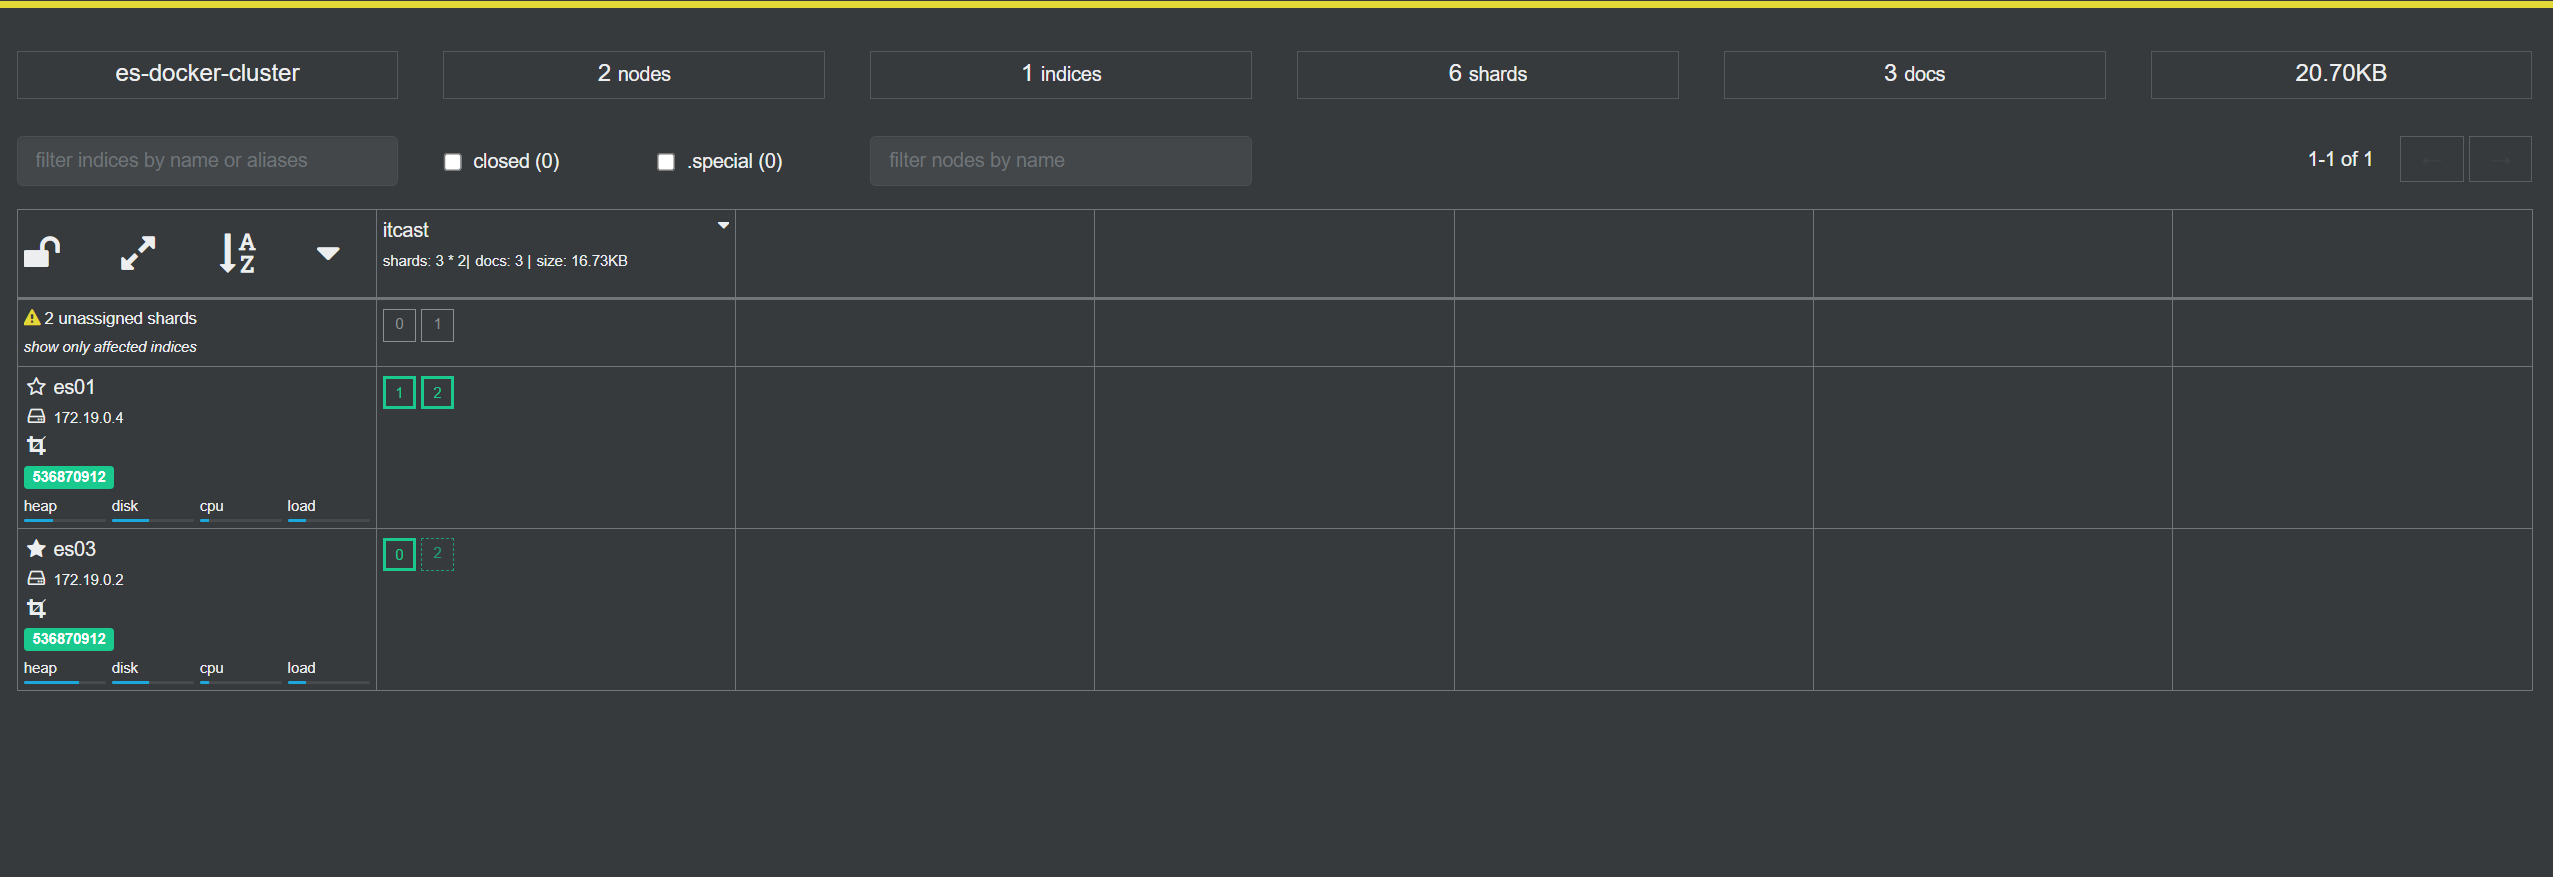 es-docker-cluster
2 nodes
1 indices
6 shards
3 docs
20.70KB
filter indices by name or aliases
closed (0)
.special (0)
filter nodes by name
1-1 of 1
← →
A
Z
itcast
shards: 3 * 2| docs: 3 | size: 16.73KB
2 unassigned shards
show only affected indices
0 1
es01
172.19.0.4
536870912
heap disk cpu load
1 2
es03
172.19.0.2
536870912
heap disk cpu load
0 2